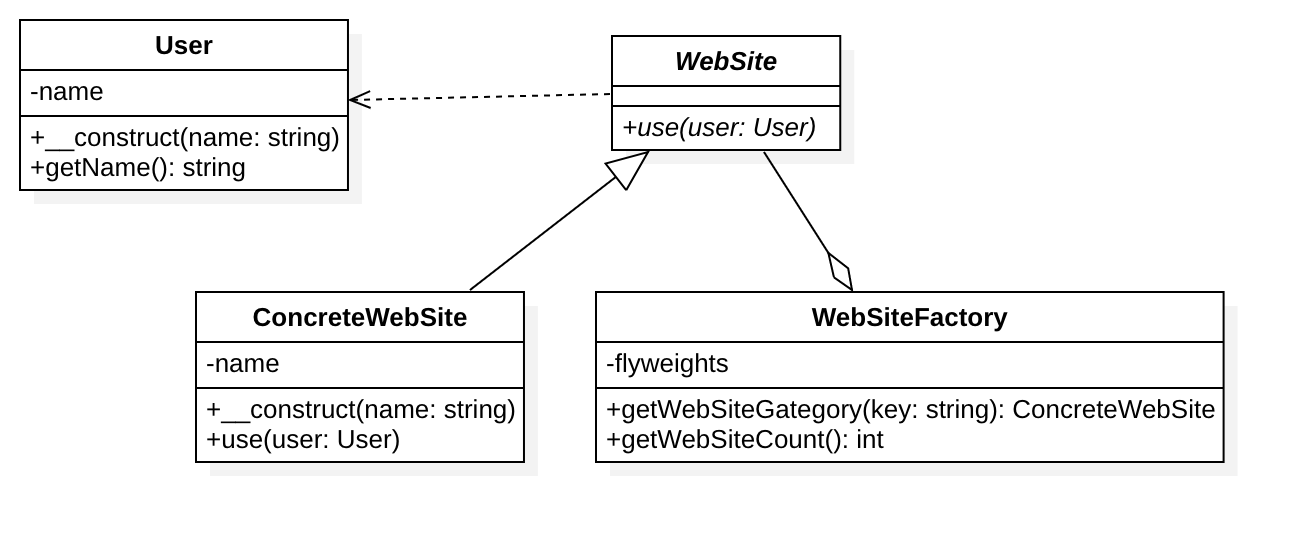 User
-name
+__construct(name: string)
+getName(): string
WebSite
+use(user: User)
ConcreteWebSite
-name
+__construct(name: string)
+use(user: User)
WebSiteFactory
-flyweights
+getWebSiteGategory(key: string): ConcreteWebSite
+getWebSiteCount(): int